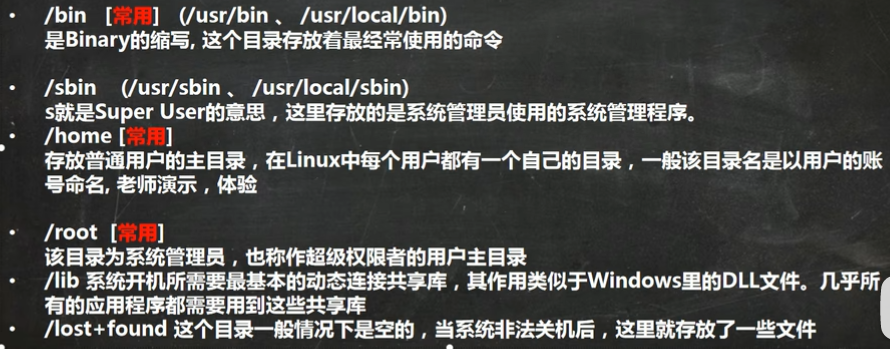 • /bin [常用] (/usr/bin 、 /usr/local/bin)
是Binary的缩写, 这个目录存放着最经常使用的命令
• /sbin (/usr/sbin 、 /usr/local/sbin)
s就是Super User的意思，这里存放的是系统管理员使用的系统管理程序。
• /home [常用]
存放普通用户的主目录，在Linux中每个用户都有一个自己的目录，一般该目录名是以用户的账
号命名, 老师演示，体验
• /root [常用]
该目录为系统管理员，也称作超级权限者的用户主目录
• /lib 系统开机所需要最基本的动态连接共享库，其作用类似于Windows里的DLL文件。几乎所
有的应用程序都需要用到这些共享库
• /lost+found 这个目录一般情况下是空的，当系统非法关机后，这里就存放了一些文件